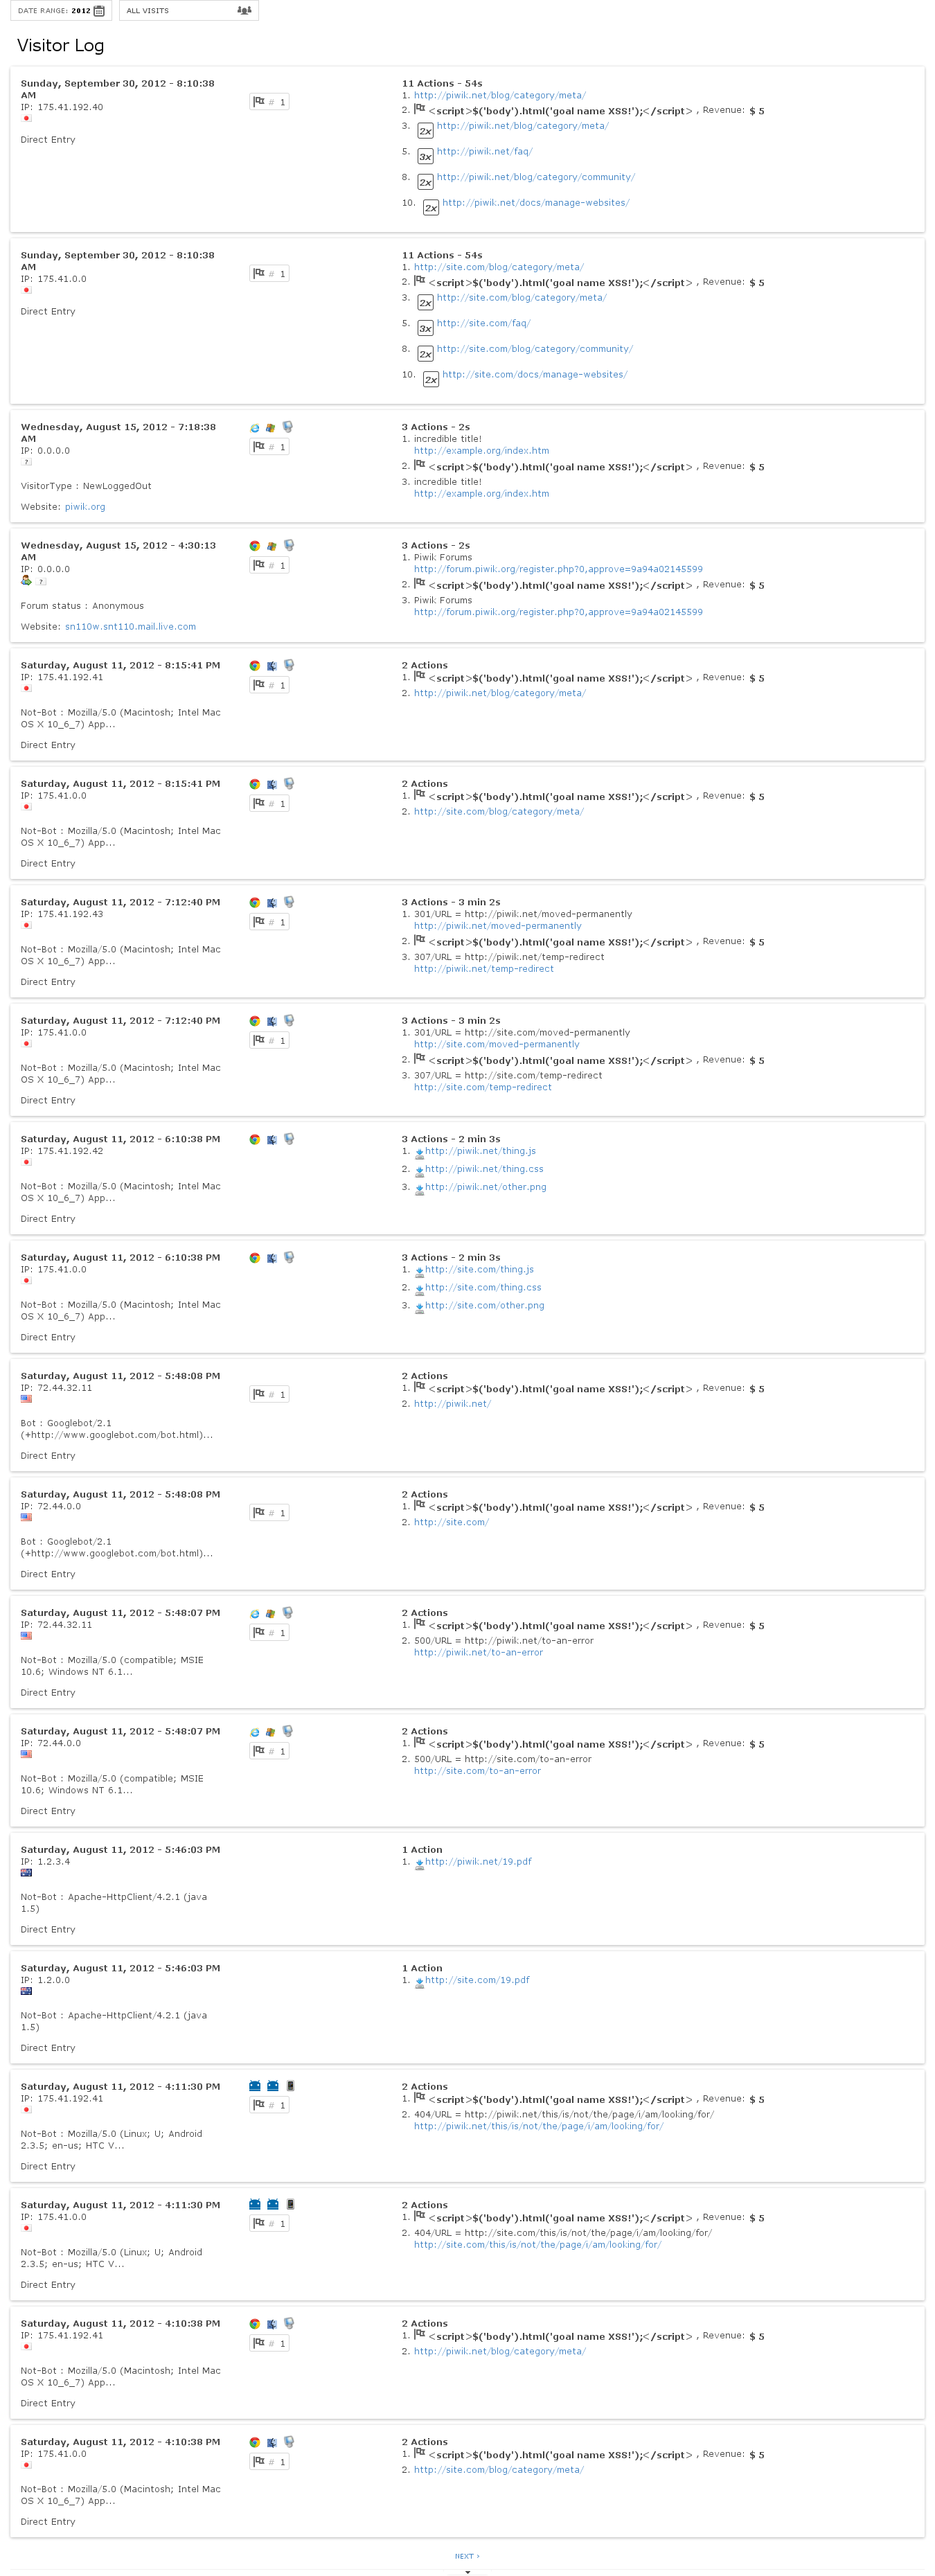 DATE RANGE: 2012
ALL VISITS
Visitor Log
Sunday, September 30, 2012 - 8:10:38
AM
IP: 175.41.192.40
Direct Entry
# 1
11 Actions - 54s
1. http://piwik.net/blog/category/meta/
2. <script>$('body').html('goal name XSS!');</script> , Revenue: $ 5
3. 2x http://piwik.net/blog/category/meta/
5. 3x http://piwik.net/faq/
8. 2x http://piwik.net/blog/category/community/
10. 2x http://piwik.net/docs/manage-websites/
Sunday, September 30, 2012 - 8:10:38
AM
IP: 175.41.0.0
Direct Entry
# 1
11 Actions - 54s
1. http://site.com/blog/category/meta/
2. <script>$('body').html('goal name XSS!');</script> , Revenue: $ 5
3. 2x http://site.com/blog/category/meta/
5. 3x http://site.com/faq/
8. 2x http://site.com/blog/category/community/
10. 2x http://site.com/docs/manage-websites/
Wednesday, August 15, 2012 - 7:18:38
AM
IP: 0.0.0.0
VisitorType : NewLoggedOut
Website: piwik.org
# 1
3 Actions - 2s
1. incredible title!
http://example.org/index.htm
2. <script>$('body').html('goal name XSS!');</script> , Revenue: $ 5
3. incredible title!
http://example.org/index.htm
Wednesday, August 15, 2012 - 4:30:13
AM
IP: 0.0.0.0
Forum status : Anonymous
Website: sn110w.snt110.mail.live.com
# 1
3 Actions - 2s
1. Piwik Forums
http://forum.piwik.org/register.php?0,approve=9a94a02145599
2. <script>$('body').html('goal name XSS!');</script> , Revenue: $ 5
3. Piwik Forums
http://forum.piwik.org/register.php?0,approve=9a94a02145599
Saturday, August 11, 2012 - 8:15:41 PM
IP: 175.41.192.41
Not-Bot : Mozilla/5.0 (Macintosh; Intel Mac
OS X 10_6_7) App...
Direct Entry
# 1
2 Actions
1. <script>$('body').html('goal name XSS!');</script> , Revenue: $ 5
2. http://piwik.net/blog/category/meta/
Saturday, August 11, 2012 - 8:15:41 PM
IP: 175.41.0.0
Not-Bot : Mozilla/5.0 (Macintosh; Intel Mac
OS X 10_6_7) App...
Direct Entry
# 1
2 Actions
1. <script>$('body').html('goal name XSS!');</script> , Revenue: $ 5
2. http://site.com/blog/category/meta/
Saturday, August 11, 2012 - 7:12:40 PM
IP: 175.41.192.43
Not-Bot : Mozilla/5.0 (Macintosh; Intel Mac
OS X 10_6_7) App...
Direct Entry
# 1
3 Actions - 3 min 2s
1. 301/URL = http://piwik.net/moved-permanently
http://piwik.net/moved-permanently
2. <script>$('body').html('goal name XSS!');</script> , Revenue: $ 5
3. 307/URL = http://piwik.net/temp-redirect
http://piwik.net/temp-redirect
Saturday, August 11, 2012 - 7:12:40 PM
IP: 175.41.0.0
Not-Bot : Mozilla/5.0 (Macintosh; Intel Mac
OS X 10_6_7) App...
Direct Entry
# 1
3 Actions - 3 min 2s
1. 301/URL = http://site.com/moved-permanently
http://site.com/moved-permanently
2. <script>$('body').html('goal name XSS!');</script> , Revenue: $ 5
3. 307/URL = http://site.com/temp-redirect
http://site.com/temp-redirect
Saturday, August 11, 2012 - 6:10:38 PM
IP: 175.41.192.42
Not-Bot : Mozilla/5.0 (Macintosh; Intel Mac
OS X 10_6_7) App...
Direct Entry
3 Actions - 2 min 3s
1. http://piwik.net/thing.js
2. http://piwik.net/thing.css
3. http://piwik.net/other.png
Saturday, August 11, 2012 - 6:10:38 PM
IP: 175.41.0.0
Not-Bot : Mozilla/5.0 (Macintosh; Intel Mac
OS X 10_6_7) App...
Direct Entry
3 Actions - 2 min 3s
1. http://site.com/thing.js
2. http://site.com/thing.css
3. http://site.com/other.png
Saturday, August 11, 2012 - 5:48:08 PM
IP: 72.44.32.11
Bot : Googlebot/2.1
(+http://www.googlebot.com/bot.html)...
Direct Entry
# 1
2 Actions
1. <script>$('body').html('goal name XSS!');</script> , Revenue: $ 5
2. http://piwik.net/
Saturday, August 11, 2012 - 5:48:08 PM
IP: 72.44.0.0
Bot : Googlebot/2.1
(+http://www.googlebot.com/bot.html)...
Direct Entry
# 1
2 Actions
1. <script>$('body').html('goal name XSS!');</script> , Revenue: $ 5
2. http://site.com/
Saturday, August 11, 2012 - 5:48:07 PM
IP: 72.44.32.11
Not-Bot : Mozilla/5.0 (compatible; MSIE
10.6; Windows NT 6.1...
Direct Entry
# 1
2 Actions
1. <script>$('body').html('goal name XSS!');</script> , Revenue: $ 5
2. 500/URL = http://piwik.net/to-an-error
http://piwik.net/to-an-error
Saturday, August 11, 2012 - 5:48:07 PM
IP: 72.44.0.0
Not-Bot : Mozilla/5.0 (compatible; MSIE
10.6; Windows NT 6.1...
Direct Entry
# 1
2 Actions
1. <script>$('body').html('goal name XSS!');</script> , Revenue: $ 5
2. 500/URL = http://site.com/to-an-error
http://site.com/to-an-error
Saturday, August 11, 2012 - 5:46:03 PM
IP: 1.2.3.4
Not-Bot : Apache-HttpClient/4.2.1 (java
1.5)
Direct Entry
1 Action
1. http://piwik.net/19.pdf
Saturday, August 11, 2012 - 5:46:03 PM
IP: 1.2.0.0
Not-Bot : Apache-HttpClient/4.2.1 (java
1.5)
Direct Entry
1 Action
1. http://site.com/19.pdf
Saturday, August 11, 2012 - 4:11:30 PM
IP: 175.41.192.41
Not-Bot : Mozilla/5.0 (Linux; U; Android
2.3.5; en-us; HTC V...
Direct Entry
# 1
2 Actions
1. <script>$('body').html('goal name XSS!');</script> , Revenue: $ 5
2. 404/URL = http://piwik.net/this/is/not/the/page/i/am/looking/for/
http://piwik.net/this/is/not/the/page/i/am/looking/for/
Saturday, August 11, 2012 - 4:11:30 PM
IP: 175.41.0.0
Not-Bot : Mozilla/5.0 (Linux; U; Android
2.3.5; en-us; HTC V...
Direct Entry
# 1
2 Actions
1. <script>$('body').html('goal name XSS!');</script> , Revenue: $ 5
2. 404/URL = http://site.com/this/is/not/the/page/i/am/looking/for/
http://site.com/this/is/not/the/page/i/am/looking/for/
Saturday, August 11, 2012 - 4:10:38 PM
IP: 175.41.192.41
Not-Bot : Mozilla/5.0 (Macintosh; Intel Mac
OS X 10_6_7) App...
Direct Entry
# 1
2 Actions
1. <script>$('body').html('goal name XSS!');</script> , Revenue: $ 5
2. http://piwik.net/blog/category/meta/
Saturday, August 11, 2012 - 4:10:38 PM
IP: 175.41.0.0
Not-Bot : Mozilla/5.0 (Macintosh; Intel Mac
OS X 10_6_7) App...
Direct Entry
# 1
2 Actions
1. <script>$('body').html('goal name XSS!');</script> , Revenue: $ 5
2. http://site.com/blog/category/meta/
NEXT ›